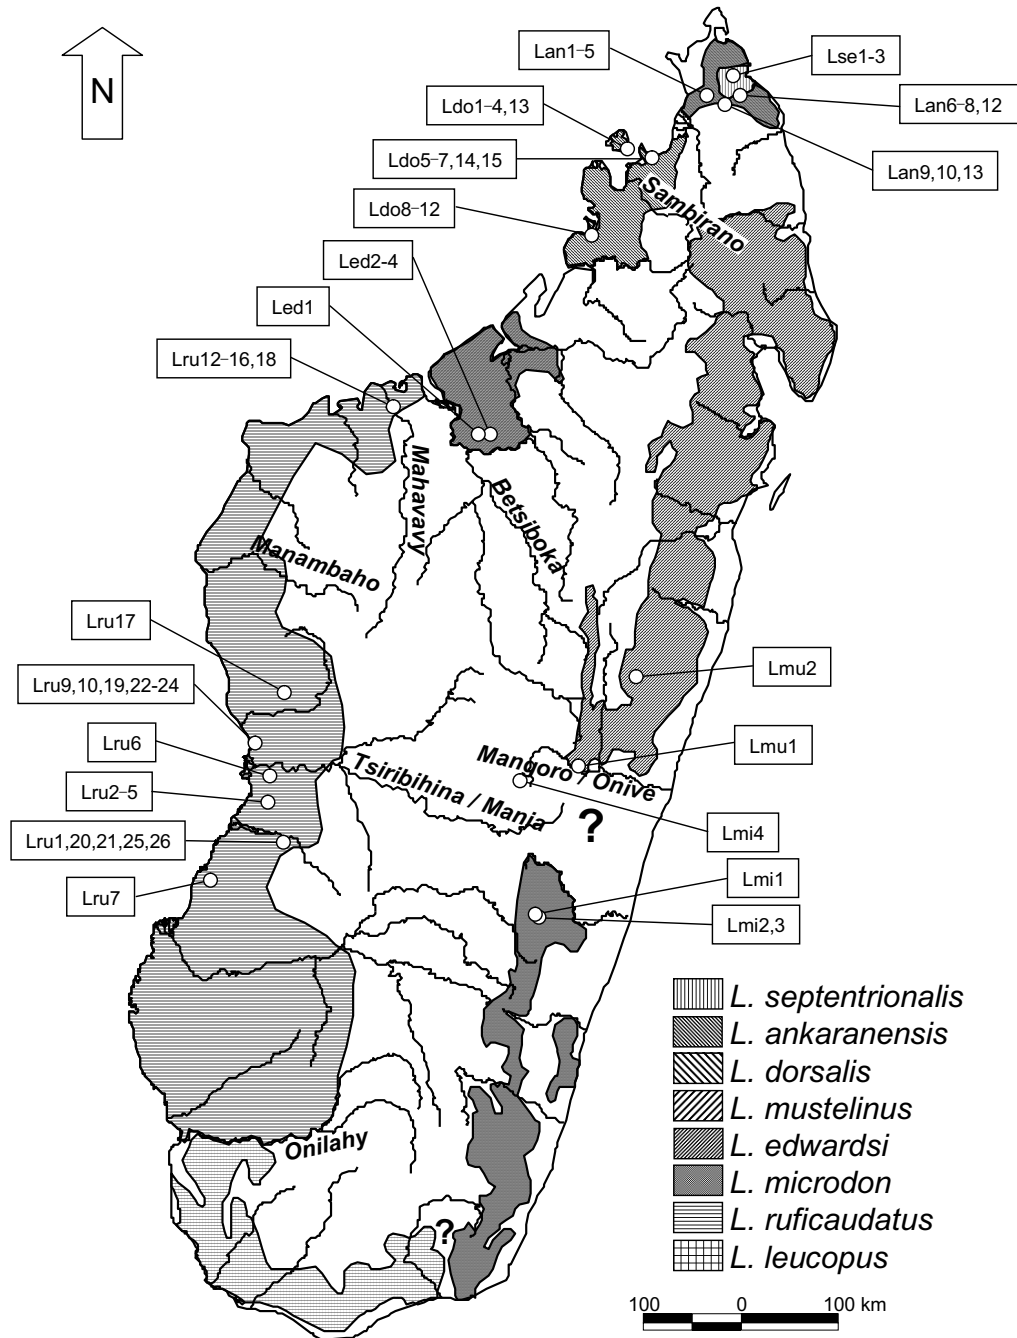 N
Lan1–5
Lse1-3
Ldo1–4,13
Lan6–8,12
Ldo5–7,14,15
Lan9,10,13
Sambirano
Ldo8–12
Led2-4
Led1
Lru12–16,18
Mahavavy
Betsiboka
Manambaho
Lru17
Lru9,10,19,22-24
Lmu2
Lru6
Lmu1
Mangoro / Onive
Tsiribihina / Mania
Lru2–5
?
Lmi4
Lru1,20,21,25,26
Lmi1
Lru7
Lmi2,3
L. septentrionalis
L. ankaranensis
L. dorsalis
L. mustelinus
L. edwardsi
L. microdon
L. ruficaudatus
L. leucopus
Onilahy
?
100 0 100 km